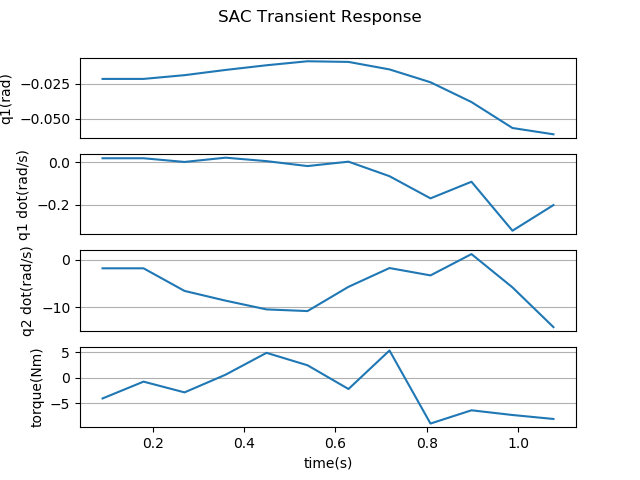 SAC Transient Response
q1(rad)
−0.025
−0.050
q1 dot(rad/s)
0.0
−0.2
q2 dot(rad/s)
0
−10
torque(Nm)
5
0
−5
0.2 0.4 0.6 0.8 1.0
time(s)